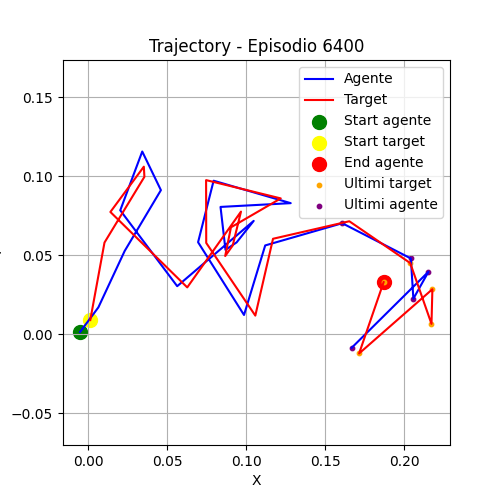 Trajectory - Episodio 6400
Agente
Target
Start agente
Start target
End agente
Ultimi target
Ultimi agente
0.15
0.10
0.05
0.00
−0.05
0.00
0.05
0.10
0.15
0.20
X